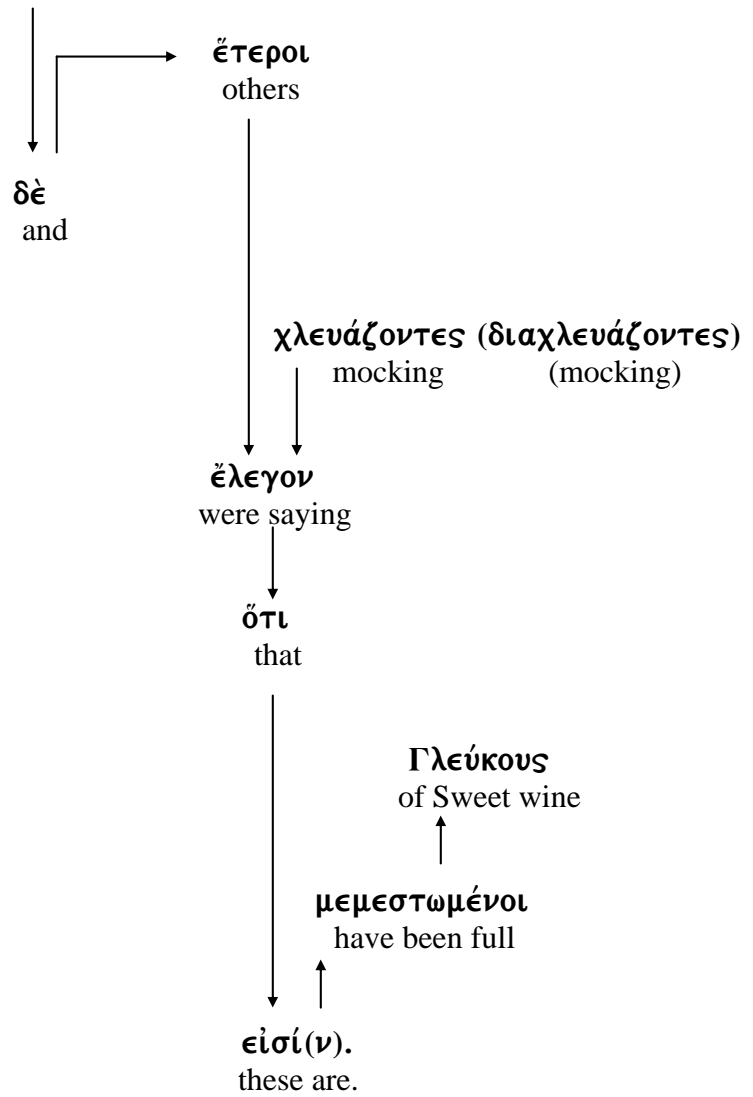 ἕτεροι
others
δὲ
and
χλευάζοντες (διαχλευάζοντες)
mocking (mocking)
ἔλεγον
were saying
ὅτι
that
Γλεύκους
of Sweet wine
μεμεστωμένοι
have been full
εἰσί(ν).
these are.